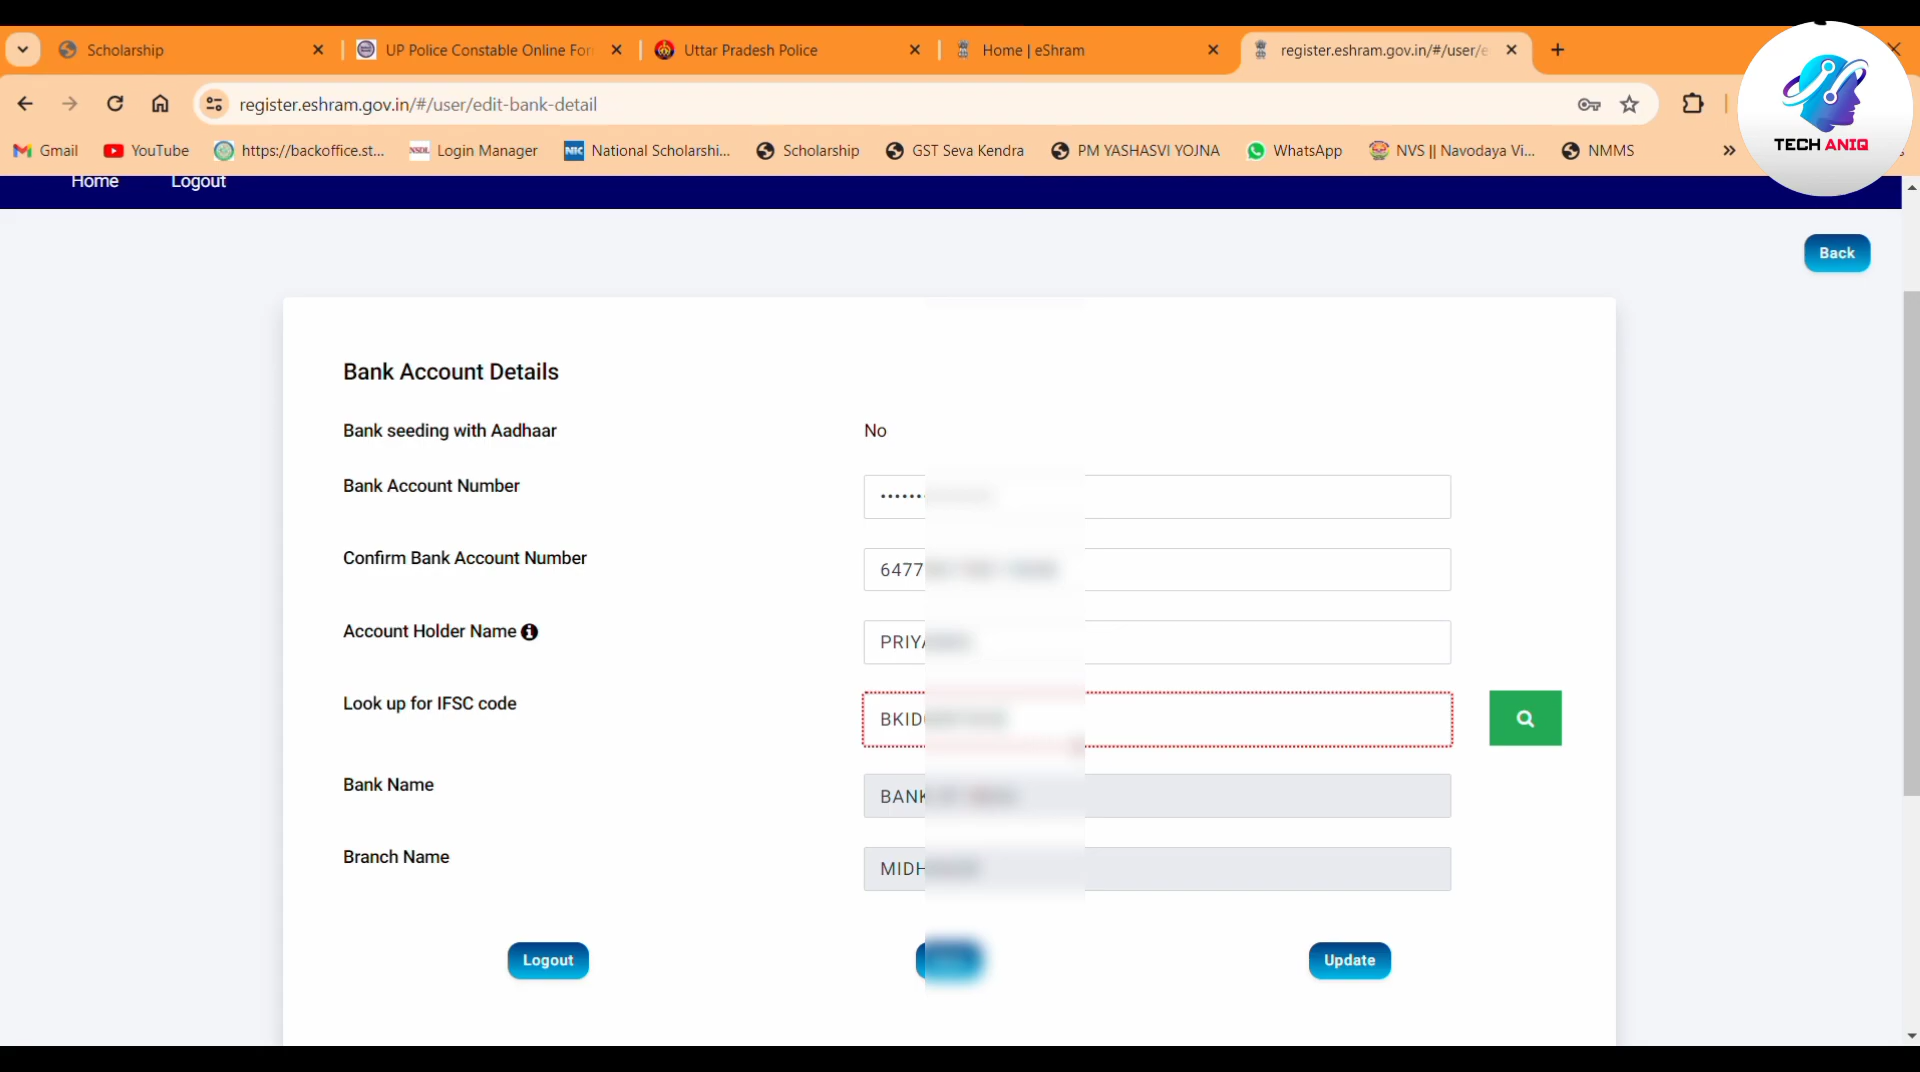 Scholarship
UP Police Constable Online For
Uttar Pradesh Police
Home | eShram
register.eshram.gov.in/#/user/e
register.eshram.gov.in/#/user/edit-bank-detail
Gmail
YouTube
https://backoffice.st...
NSDL Login Manager
NIC National Scholarshi...
Scholarship
GST Seva Kendra
PM YASHASVI YOJNA
WhatsApp
NVS || Navodaya Vi...
NMMS
TECH ANIQ
Home
Logout
Back
Bank Account Details
Bank seeding with Aadhaar No
Bank Account Number
Confirm Bank Account Number 6477
Account Holder Name PRIY
Look up for IFSC code BKID
Bank Name BANK
Branch Name MIDH
Logout
Update